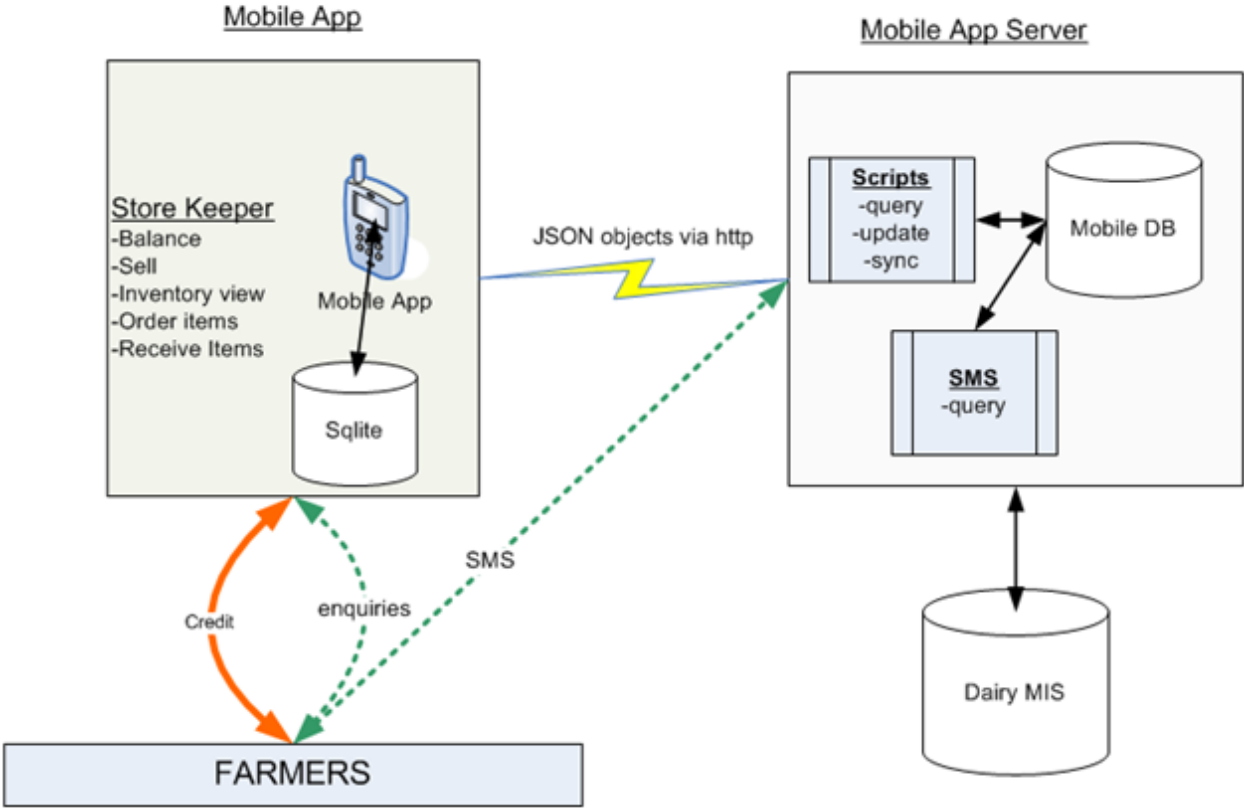 Mobile App
Mobile App Server
Store Keeper
-Balance
-Sell
-Inventory view
-Order items
-Receive Items
Mobile App
Sqlite
JSON objects via http
Scripts
-query
-update
-sync
Mobile DB
SMS
-query
SMS
Credit
enquiries
Dairy MIS
FARMERS